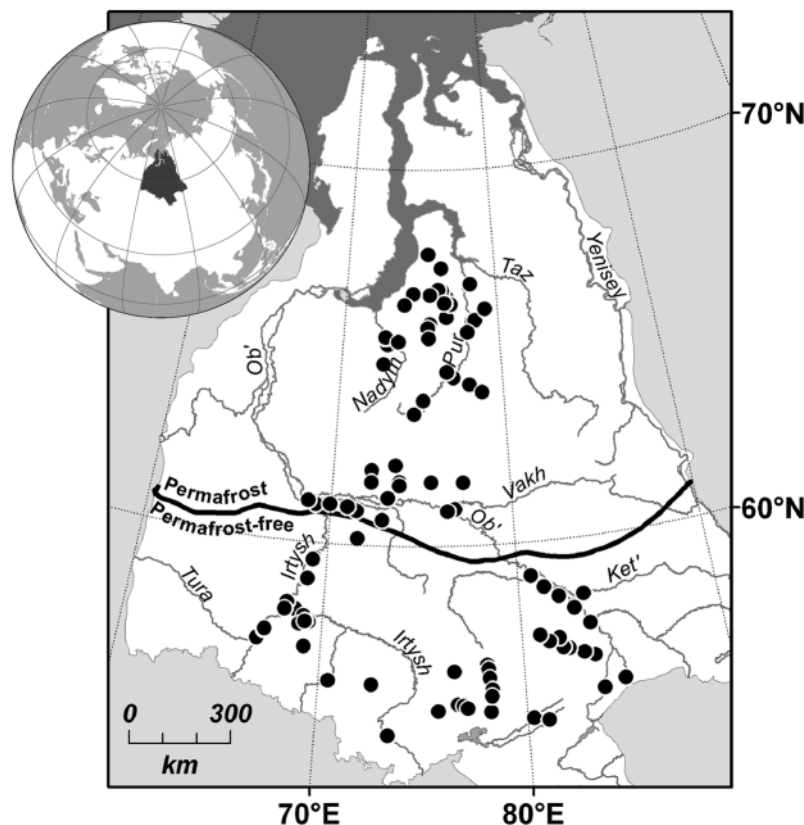 70°N
Yenisey
Taz
Ob'
Pur
Nadym
Vakh
Permafrost
60°N
Permafrost-free
Ob'
Irtysh
Ket'
Tura
Irtysh
0 300
km
70°E 80°E